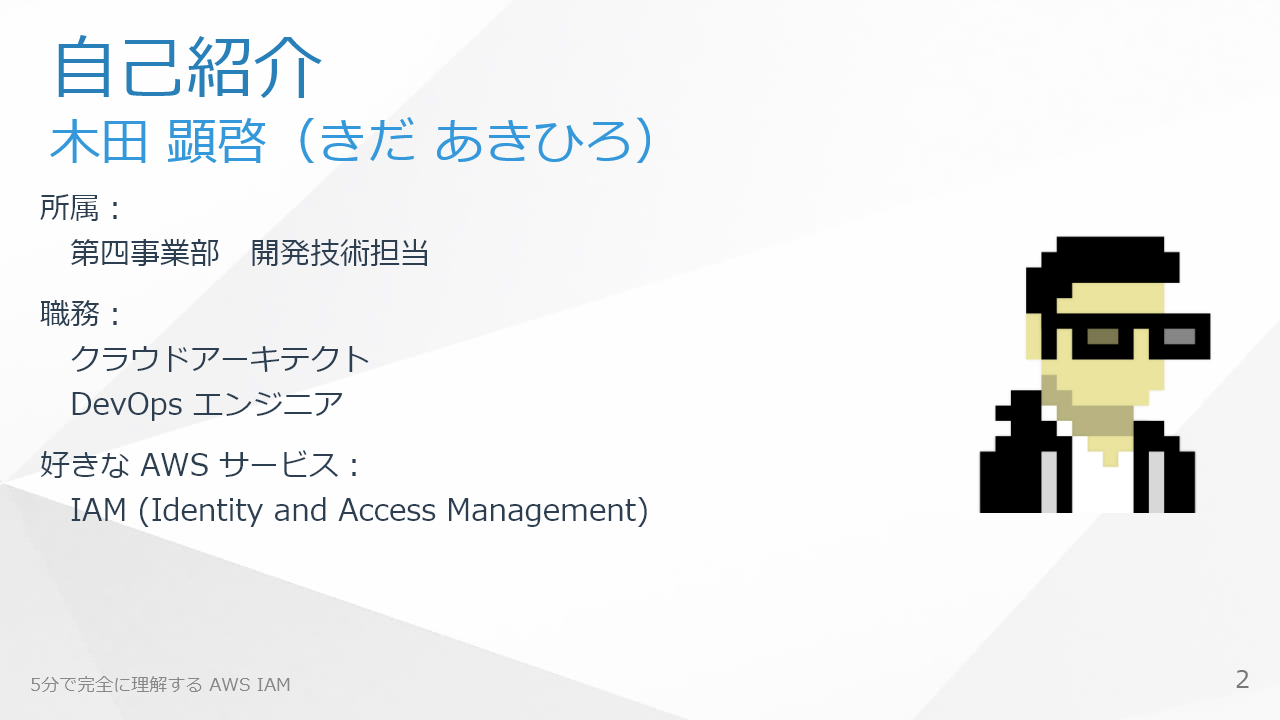 自己紹介
木田 顕啓（きだ あきひろ）
所属：
第四事業部　開発技術担当
職務：
クラウドアーキテクト
DevOps エンジニア
好きな AWS サービス：
IAM (Identity and Access Management)
5分で完全に理解する AWS IAM
2